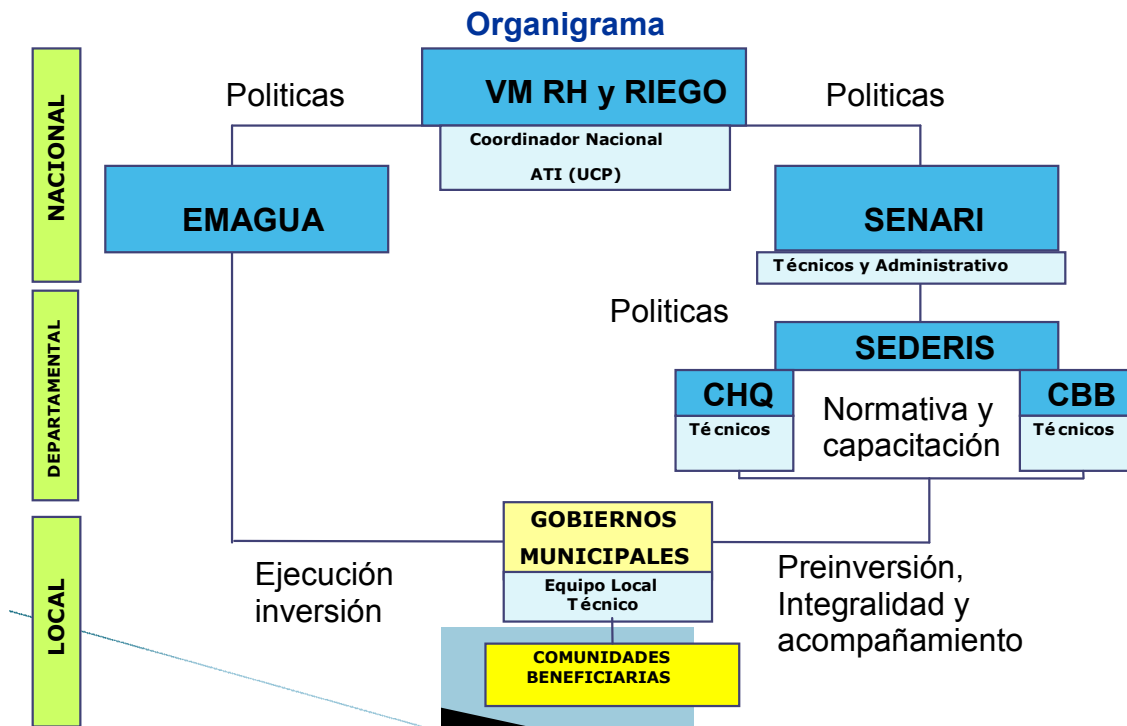 Organigrama
NACIONAL
Politicas
VM RH y RIEGO
Politicas
Coordinador Nacional
ATI (UCP)
EMAGUA
SENARI
Técnicos y Administrativo
DEPARTAMENTAL
Politicas
SEDERIS
CHQ
Técnicos
Normativa y
capacitación
CBB
Técnicos
LOCAL
GOBIERNOS
MUNICIPALES
Ejecución
inversión
Equipo Local
Técnico
Preinversión,
Integralidad y
acompañamiento
COMUNIDADES
BENEFICIARIAS